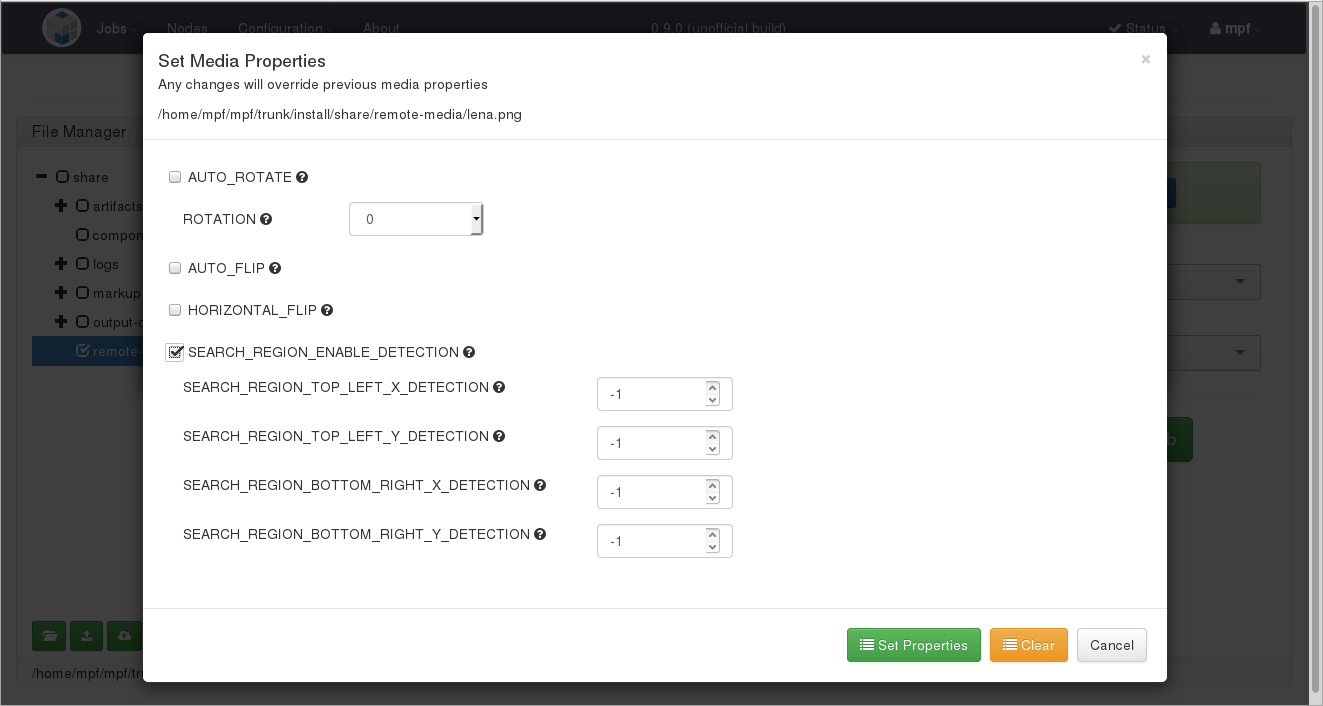 Jobs Nodes Configuration About 0.9.0 (unofficial build) Status mpf
Set Media Properties ×
Any changes will override previous media properties
/home/mpf/mpf/trunk/install/share/remote-media/lena.png
File Manager
share
artifacts
compon
logs
markup
output-o
remote-
AUTO_ROTATE
ROTATION 0
AUTO_FLIP
HORIZONTAL_FLIP
SEARCH_REGION_ENABLE_DETECTION
SEARCH_REGION_TOP_LEFT_X_DETECTION -1
SEARCH_REGION_TOP_LEFT_Y_DETECTION -1
SEARCH_REGION_BOTTOM_RIGHT_X_DETECTION -1
SEARCH_REGION_BOTTOM_RIGHT_Y_DETECTION -1
Set Properties Clear Cancel
/home/mpf/mpf/tru